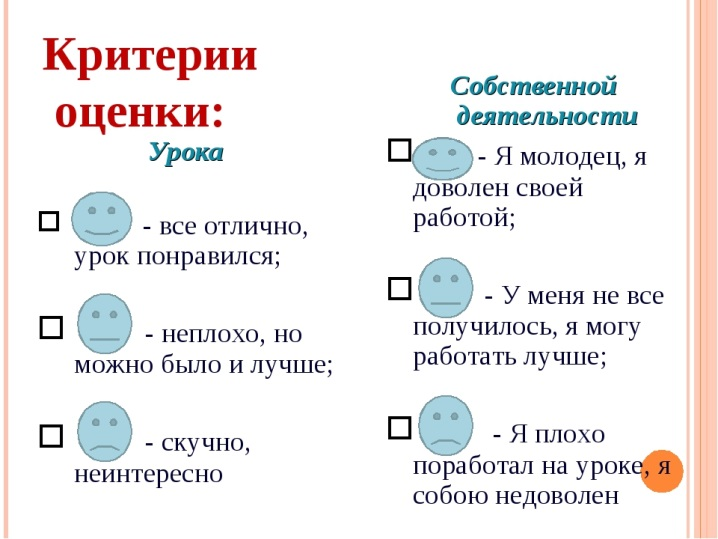 Критерии
оценки:
Урока
- все отлично,
урок понравился;
- неплохо, но
можно было и лучше;
- скучно,
неинтересно
Собственной
деятельности
- Я молодец, я
доволен своей
работой;
- У меня не все
получилось, я могу
работать лучше;
- Я плохо
поработал на уроке, я
собою недоволен